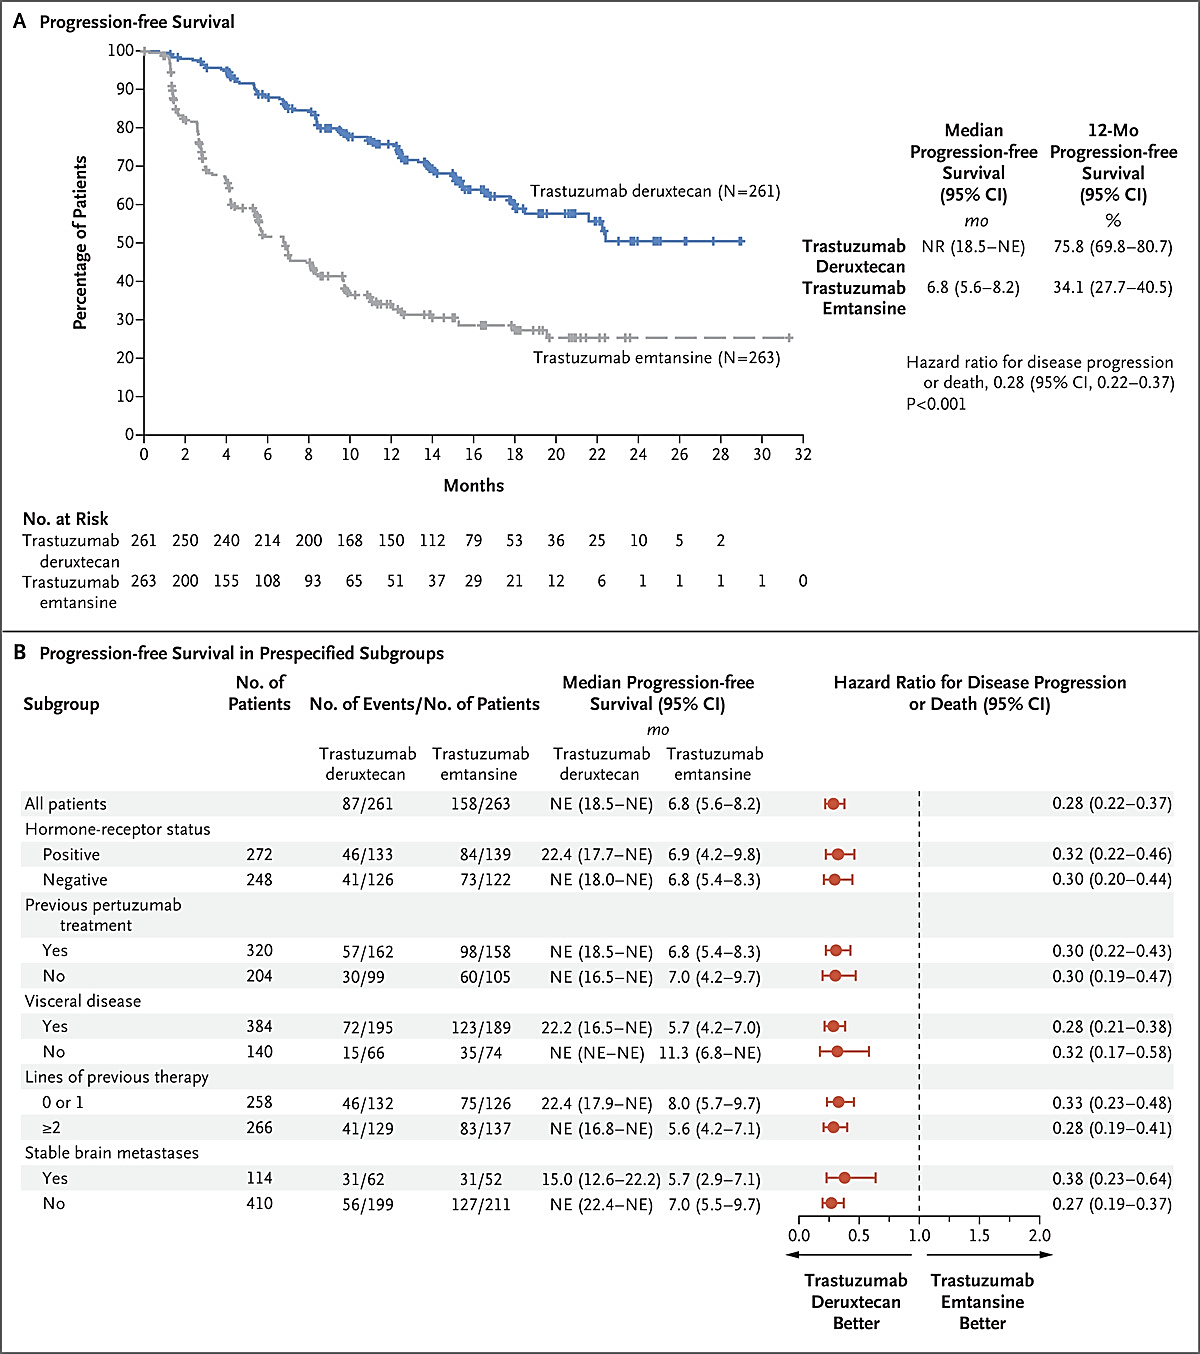 A Progression-free Survival
100
90
80
70
60
50
40
30
20
10
0
Percentage of Patients
0 2 4 6 8 10 12 14 16 18 20 22 24 26 28 30 32
Months
Trastuzumab deruxtecan (N=261)
Trastuzumab emtansine (N=263)
Median
Progression-free
Survival
(95% CI)
12-Mo
Progression-free
Survival
(95% CI)
mo %
Trastuzumab
Deruxtecan
NR (18.5–NE) 75.8 (69.8–80.7)
Trastuzumab
Emtansine
6.8 (5.6–8.2) 34.1 (27.7–40.5)
Hazard ratio for disease progression
or death, 0.28 (95% CI, 0.22–0.37)
P<0.001
No. at Risk
Trastuzumab
deruxtecan
261 250 240 214 200 168 150 112 79 53 36 25 10 5 2
Trastuzumab
emtansine
263 200 155 108 93 65 51 37 29 21 12 6 1 1 1 1 0
B Progression-free Survival in Prespecified Subgroups
Subgroup
No. of
Patients
No. of Events/No. of Patients
Median Progression-free
Survival (95% CI)
Hazard Ratio for Disease Progression
or Death (95% CI)
mo
Trastuzumab
deruxtecan
Trastuzumab
emtansine
Trastuzumab
deruxtecan
Trastuzumab
emtansine
All patients 87/261 158/263 NE (18.5–NE) 6.8 (5.6–8.2) 0.28 (0.22–0.37)
Hormone-receptor status
Positive 272 46/133 84/139 22.4 (17.7–NE) 6.9 (4.2–9.8) 0.32 (0.22–0.46)
Negative 248 41/126 73/122 NE (18.0–NE) 6.8 (5.4–8.3) 0.30 (0.20–0.44)
Previous pertuzumab
treatment
Yes 320 57/162 98/158 NE (18.5–NE) 6.8 (5.4–8.3) 0.30 (0.22–0.43)
No 204 30/99 60/105 NE (16.5–NE) 7.0 (4.2–9.7) 0.30 (0.19–0.47)
Visceral disease
Yes 384 72/195 123/189 22.2 (16.5–NE) 5.7 (4.2–7.0) 0.28 (0.21–0.38)
No 140 15/66 35/74 NE (NE–NE) 11.3 (6.8–NE) 0.32 (0.17–0.58)
Lines of previous therapy
0 or 1 258 46/132 75/126 22.4 (17.9–NE) 8.0 (5.7–9.7) 0.33 (0.23–0.48)
≥2 266 41/129 83/137 NE (16.8–NE) 5.6 (4.2–7.1) 0.28 (0.19–0.41)
Stable brain metastases
Yes 114 31/62 31/52 15.0 (12.6–22.2) 5.7 (2.9–7.1) 0.38 (0.23–0.64)
No 410 56/199 127/211 NE (22.4–NE) 7.0 (5.5–9.7) 0.27 (0.19–0.37)
0.0 0.5 1.0 1.5 2.0
Trastuzumab
Deruxtecan
Better
Trastuzumab
Emtansine
Better